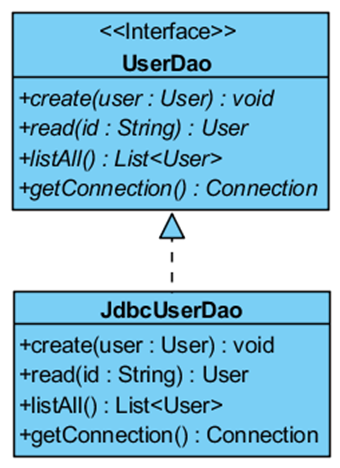 <<Interface>>
UserDao
+create(user : User) : void
+read(id : String) : User
+listAll() : List<User>
+getConnection() : Connection
JdbcUserDao
+create(user : User) : void
+read(id : String) : User
+listAll() : List<User>
+getConnection() : Connection